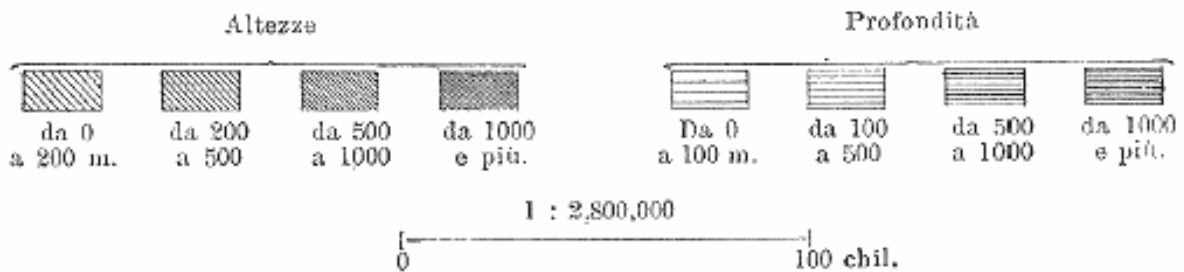 Altezze
Profondità
da 0 a 200 m.
da 200 a 500
da 500 a 1000
da 1000 e più.
Da 0 a 100 m.
da 100 a 500
da 500 a 1000
da 1000 e più.
1 : 2,800,000
0 100 chil.